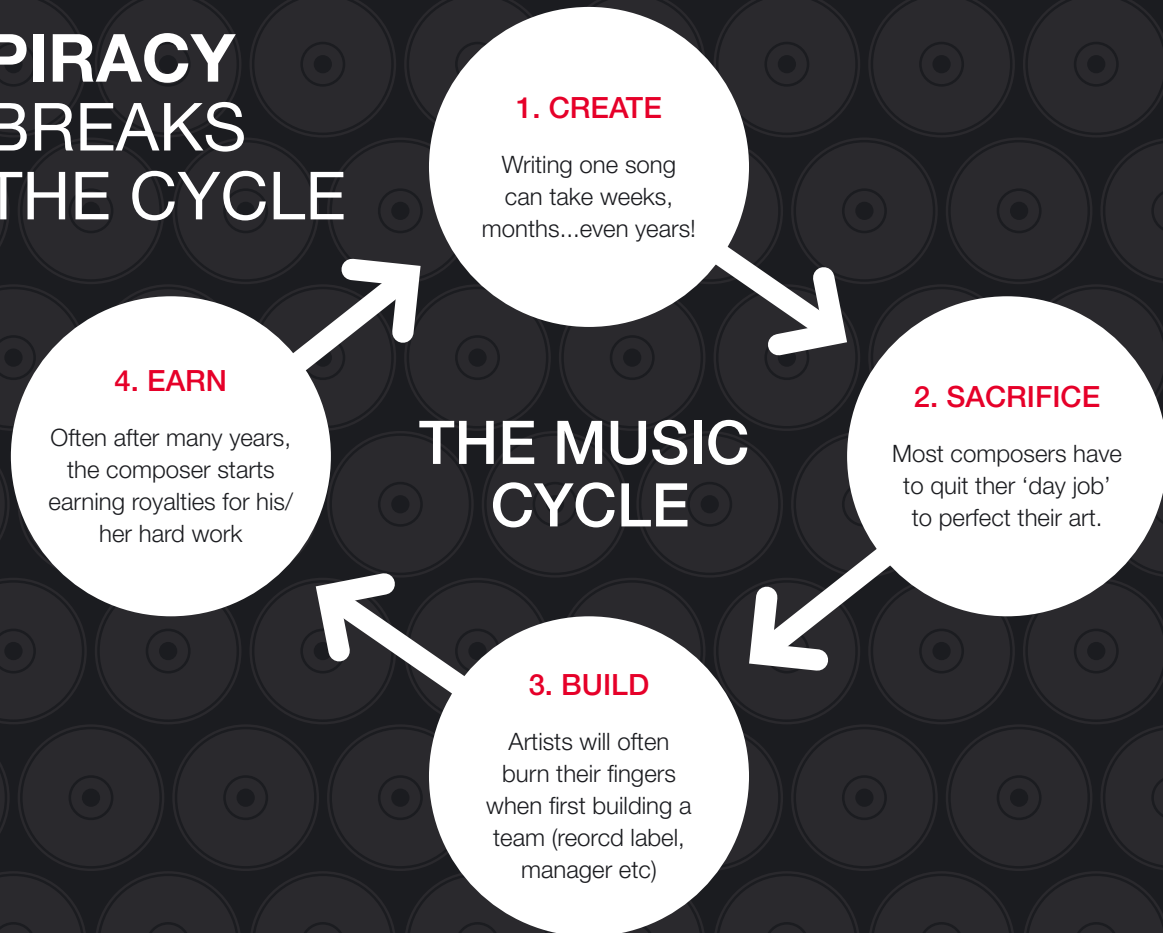 PIRACY
BREAKS
THE CYCLE
1. CREATE
Writing one song
can take weeks,
months...even years!
2. SACRIFICE
Most composers have
to quit ther ‘day job’
to perfect their art.
3. BUILD
Artists will often
burn their fingers
when first building a
team (reorcd label,
manager etc)
4. EARN
Often after many years,
the composer starts
earning royalties for his/
her hard work
THE MUSIC
CYCLE